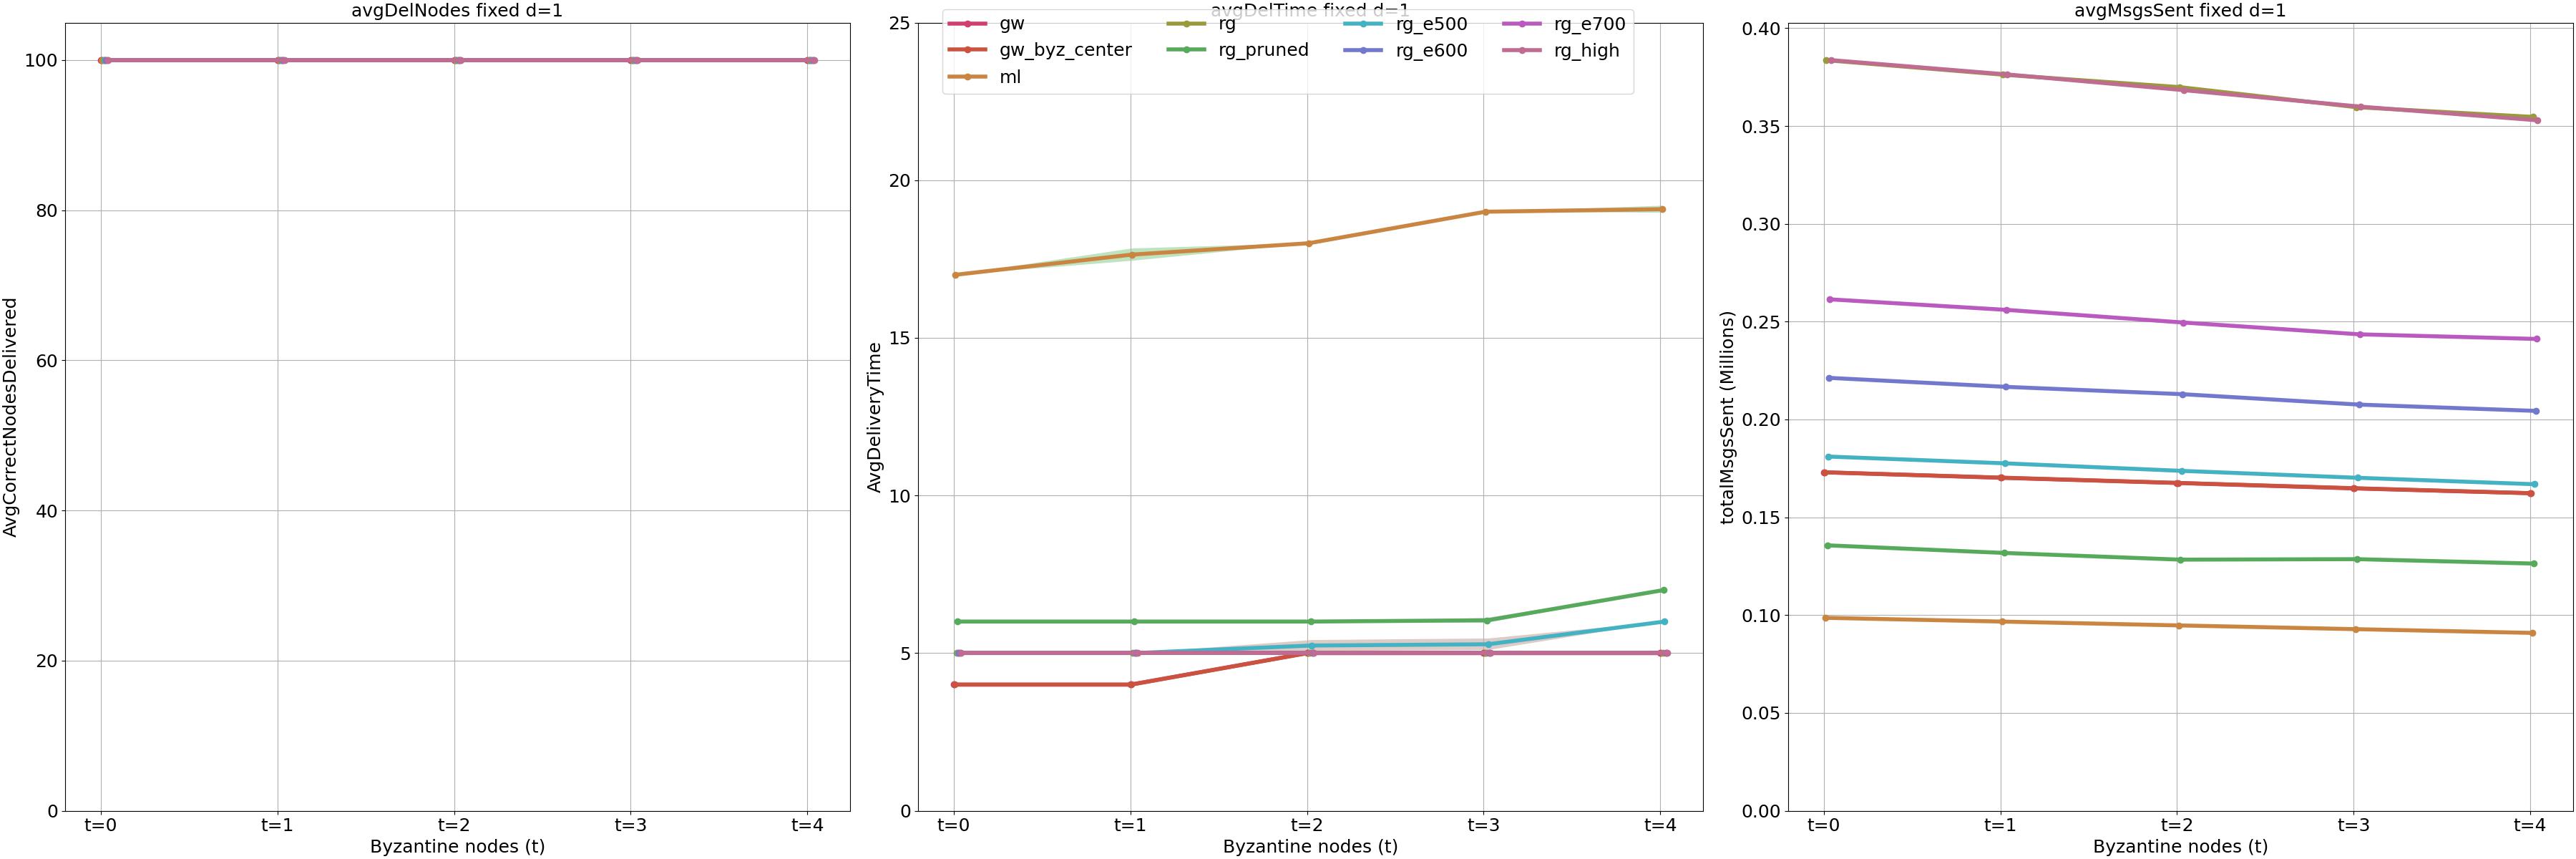 avgDelNodes fixed d=1
AvgCorrectNodesDelivered
100
80
60
40
20
0
t=0 t=1 t=2 t=3 t=4
Byzantine nodes (t)
avgDelTime fixed d=1
gw rg rg_e500 rg_e700
gw_byz_center rg_pruned rg_e600 rg_high
ml
AvgDeliveryTime
25
20
15
10
5
0
t=0 t=1 t=2 t=3 t=4
Byzantine nodes (t)
avgMsgsSent fixed d=1
totalMsgsSent (Millions)
0.40
0.35
0.30
0.25
0.20
0.15
0.10
0.05
0.00
t=0 t=1 t=2 t=3 t=4
Byzantine nodes (t)